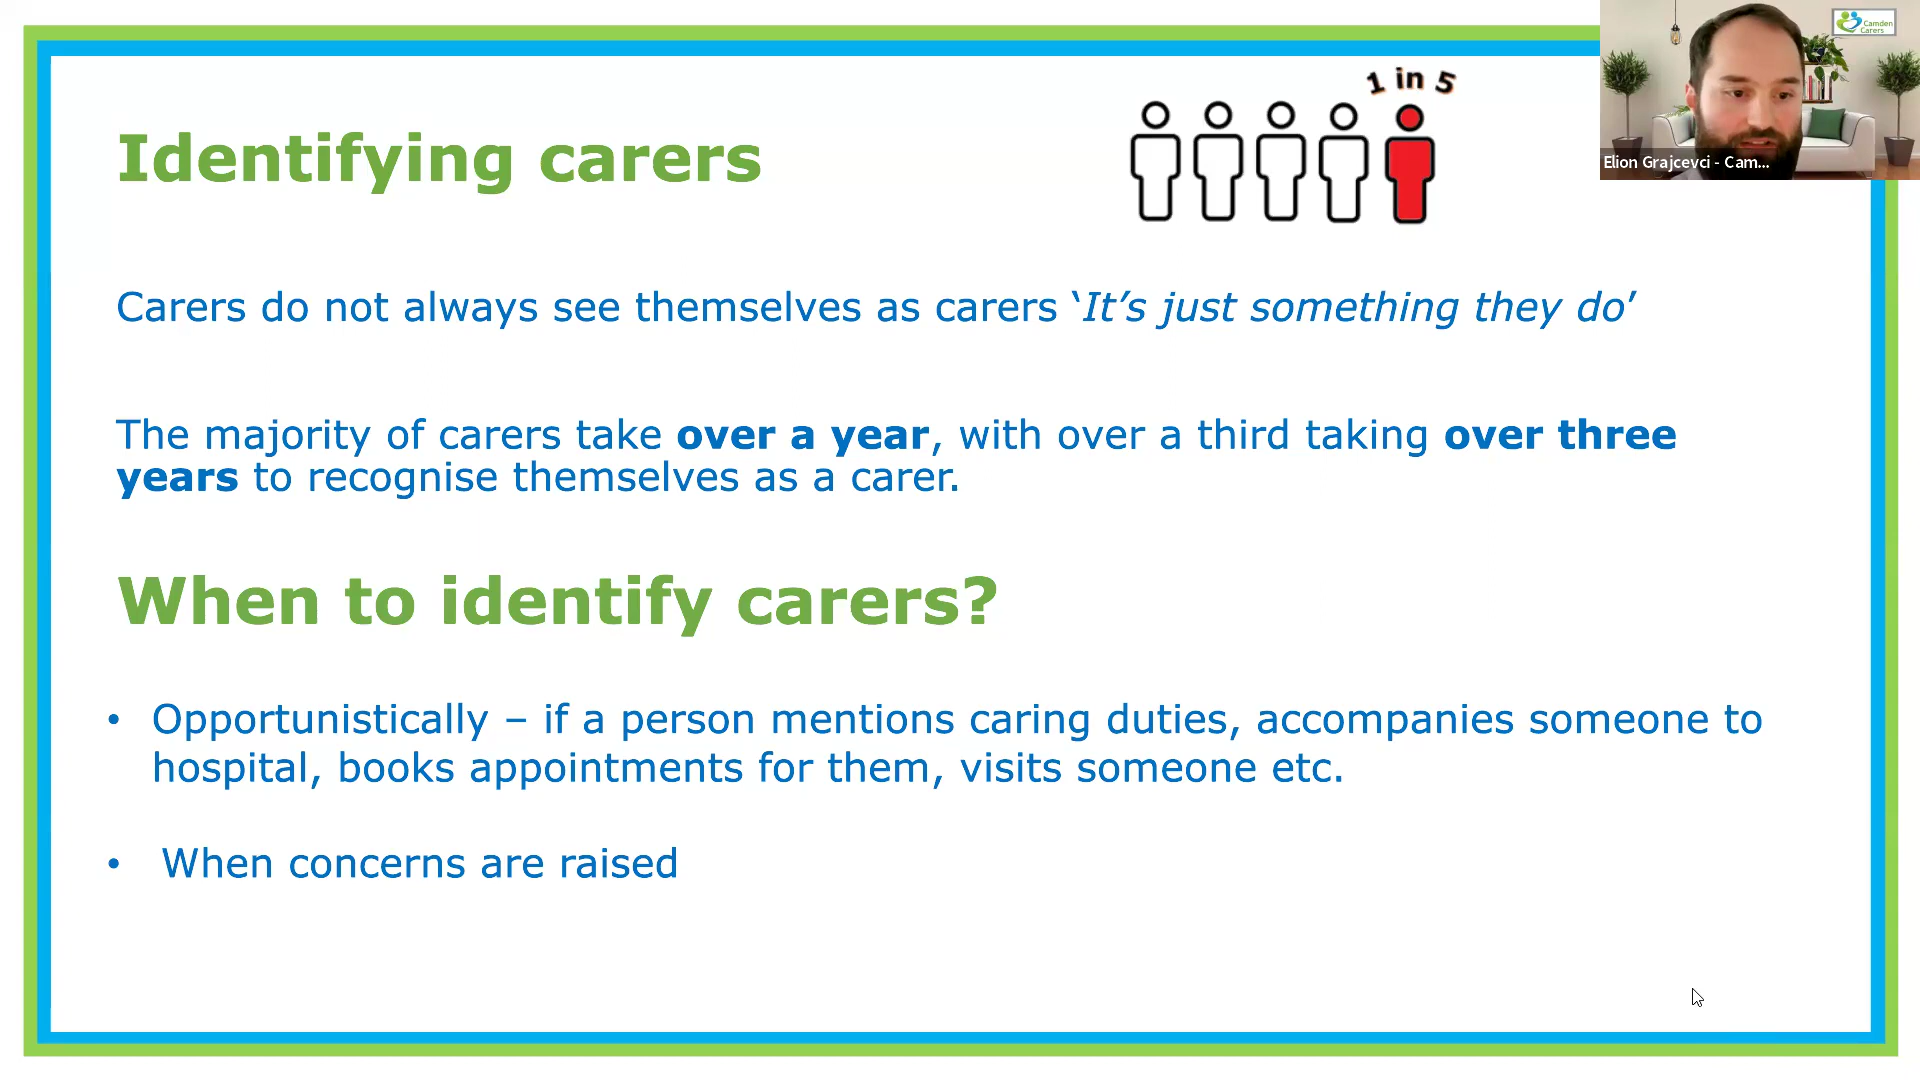 1 in 5
Camden
Carers
Elion Grajcevci - Cam...
Identifying carers
Carers do not always see themselves as carers ‘It’s just something they do’
The majority of carers take over a year, with over a third taking over three
years to recognise themselves as a carer.
When to identify carers?
• Opportunistically – if a person mentions caring duties, accompanies someone to
hospital, books appointments for them, visits someone etc.
• When concerns are raised